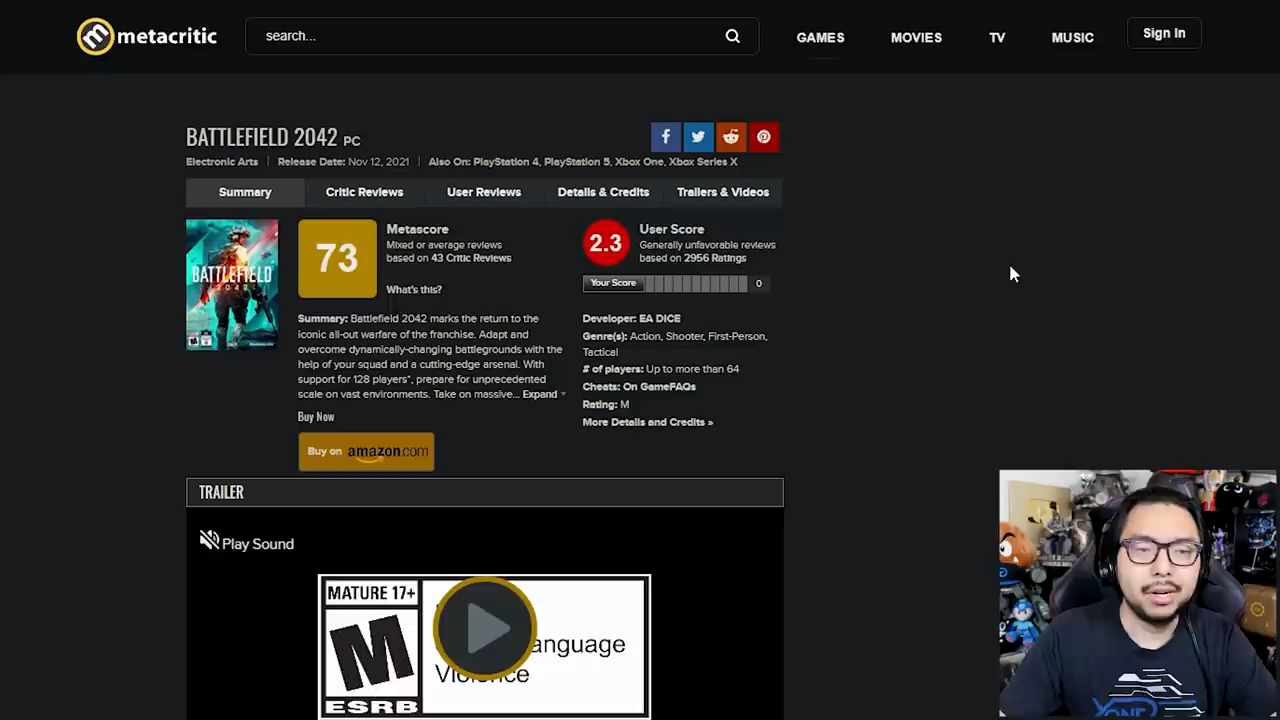 metacritic
search...
GAMES
MOVIES
TV
MUSIC
Sign In
BATTLEFIELD 2042 PC
Electronic Arts | Release Date: Nov 12, 2021 | Also On: PlayStation 4, PlayStation 5, Xbox One, Xbox Series X
Summary
Critic Reviews
User Reviews
Details & Credits
Trailers & Videos
BATTLEFIELD
2042
73
Metascore
Mixed or average reviews
based on 43 Critic Reviews
What's this?
2.3
User Score
Generally unfavorable reviews
based on 2956 Ratings
Your Score
0
Summary: Battlefield 2042 marks the return to the
iconic all-out warfare of the franchise. Adapt and
overcome dynamically-changing battlegrounds with the
help of your squad and a cutting-edge arsenal. With
support for 128 players*, prepare for unprecedented
scale on vast environments. Take on massive... Expand
Buy Now
Buy on amazon.com
Developer: EA DICE
Genre(s): Action, Shooter, First-Person,
Tactical
# of players: Up to more than 64
Cheats: On GameFAQs
Rating: M
More Details and Credits »
TRAILER
Play Sound
MATURE 17+
M
ESRB
anguage